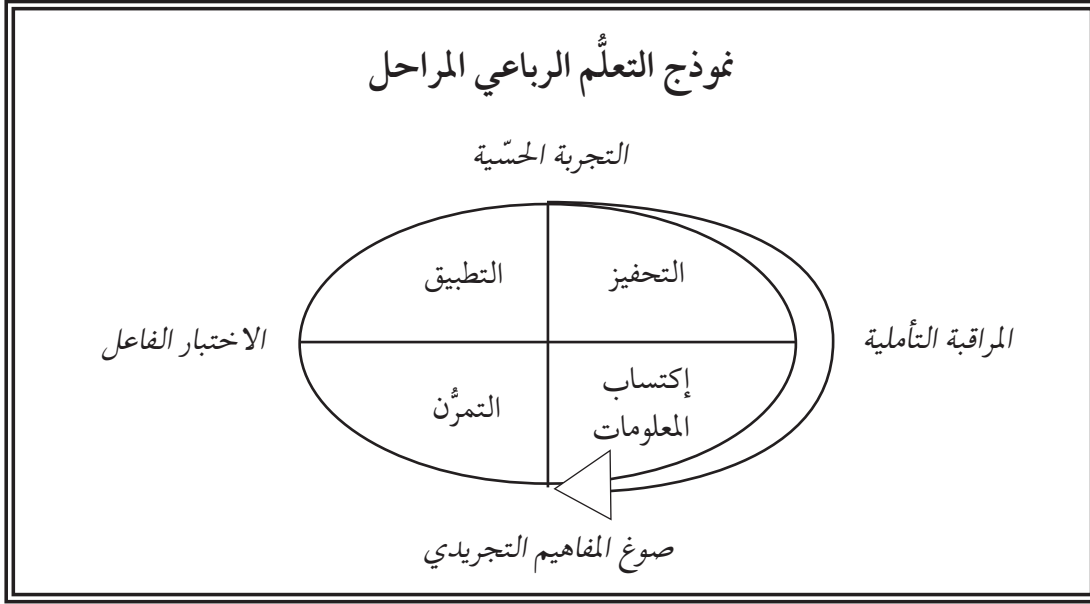 نموذج التعلُّم الرباعي المراحل
التجربة الحسّية
التحفيز
التطبيق
المراقبة التأملية
الاختبار الفاعل
إكتساب
المعلومات
التمرُّن
صوغ المفاهيم التجريدي